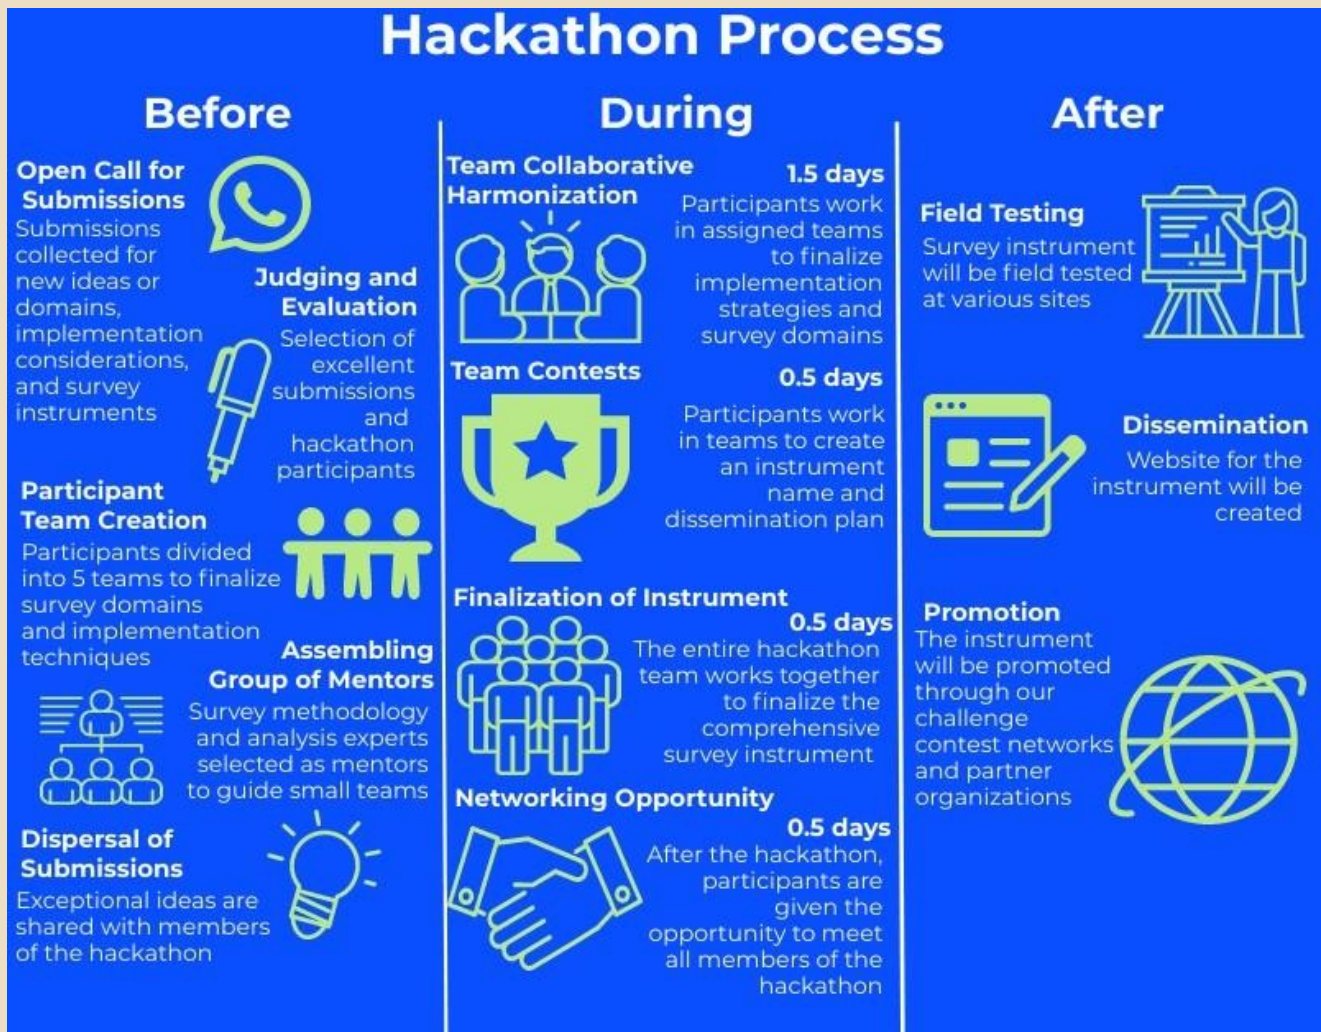 Hackathon Process
Before
Open Call for
Submissions
Submissions
collected for
new ideas or
domains,
implementation
considerations,
and survey
instruments
Judging and
Evaluation
Selection of
excellent
submissions
and
hackathon
participants
Participant
Team Creation
Participants divided
into 5 teams to finalize
survey domains
and implementation
techniques
Assembling
Group of Mentors
Survey methodology
and analysis experts
selected as mentors
to guide small teams
Dispersal of
Submissions
Exceptional ideas are
shared with members
of the hackathon
During
Team Collaborative
Harmonization
1.5 days
Participants work
in assigned teams
to finalize
implementation
strategies and
survey domains
Team Contests
0.5 days
Participants work
in teams to create
an instrument
name and
dissemination plan
Finalization of Instrument
0.5 days
The entire hackathon
team works together
to finalize the
comprehensive
survey instrument
Networking Opportunity
0.5 days
After the hackathon,
participants are
given the
opportunity to meet
all members of the
hackathon
After
Field Testing
Survey instrument
will be field tested
at various sites
Dissemination
Website for the
instrument will be
created
Promotion
The instrument
will be promoted
through our
challenge
contest networks
and partner
organizations